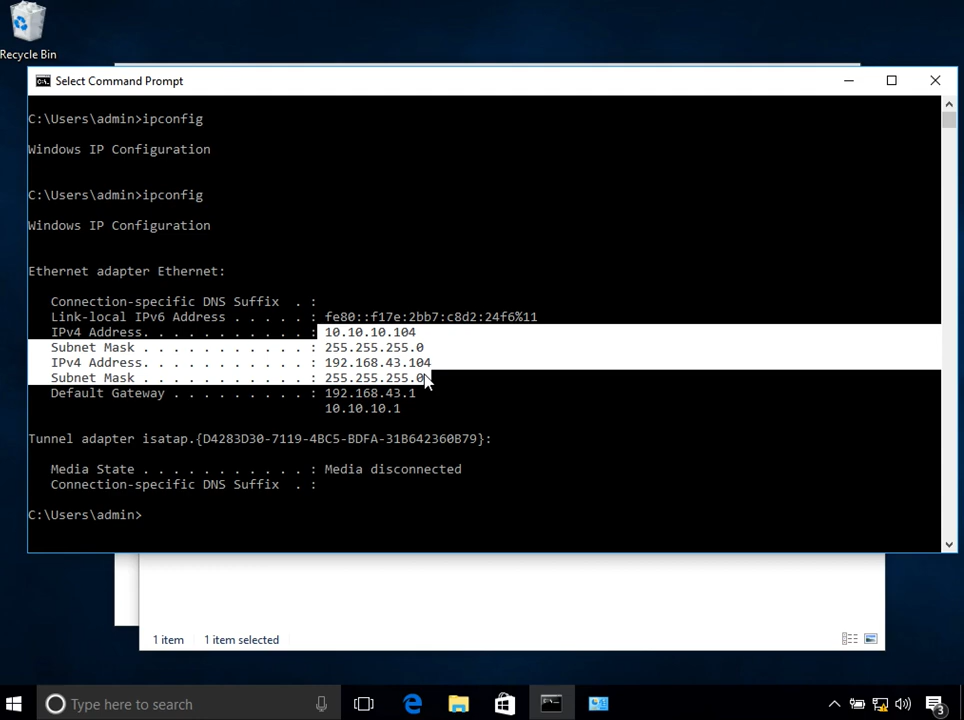 Recycle Bin
Select Command Prompt
C:\Users\admin>ipconfig
Windows IP Configuration
C:\Users\admin>ipconfig
Windows IP Configuration
Ethernet adapter Ethernet:
Connection-specific DNS Suffix . :
Link-local IPv6 Address . . . . . : fe80::f17e:2bb7:c8d2:24f6%11
IPv4 Address. . . . . . . . . . . : 10.10.10.104
Subnet Mask . . . . . . . . . . . : 255.255.255.0
IPv4 Address. . . . . . . . . . . : 192.168.43.104
Subnet Mask . . . . . . . . . . . : 255.255.255.0
Default Gateway . . . . . . . . . : 192.168.43.1
10.10.10.1
Tunnel adapter isatap.{D4283D30-7119-4BC5-BDFA-31B642360B79}:
Media State . . . . . . . . . . . : Media disconnected
Connection-specific DNS Suffix . :
C:\Users\admin>
1 item 1 item selected
Type here to search
3